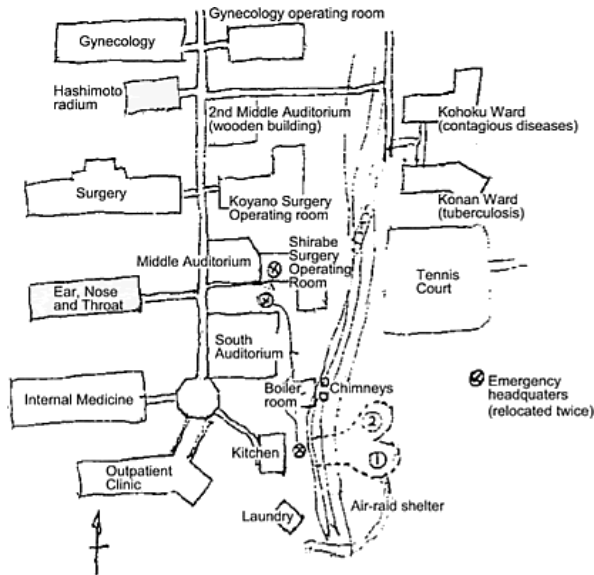 Gynecology operating room
Gynecology
Hashimoto
radium
2nd Middle Auditorium
(wooden building)
Kohoku Ward
(contagious diseases)
Surgery
Koyano Surgery
Operating room
Konan Ward
(tuberculosis)
Middle Auditorium
Shirabe
Surgery
Operating
Room
Ear, Nose
and Throat
Tennis
Court
South
Auditorium
Internal Medicine
Boiler
room
Chimneys
Emergency
headquaters
(relocated twice)
2
1
Kitchen
Outpatient
Clinic
Laundry
Air-raid shelter